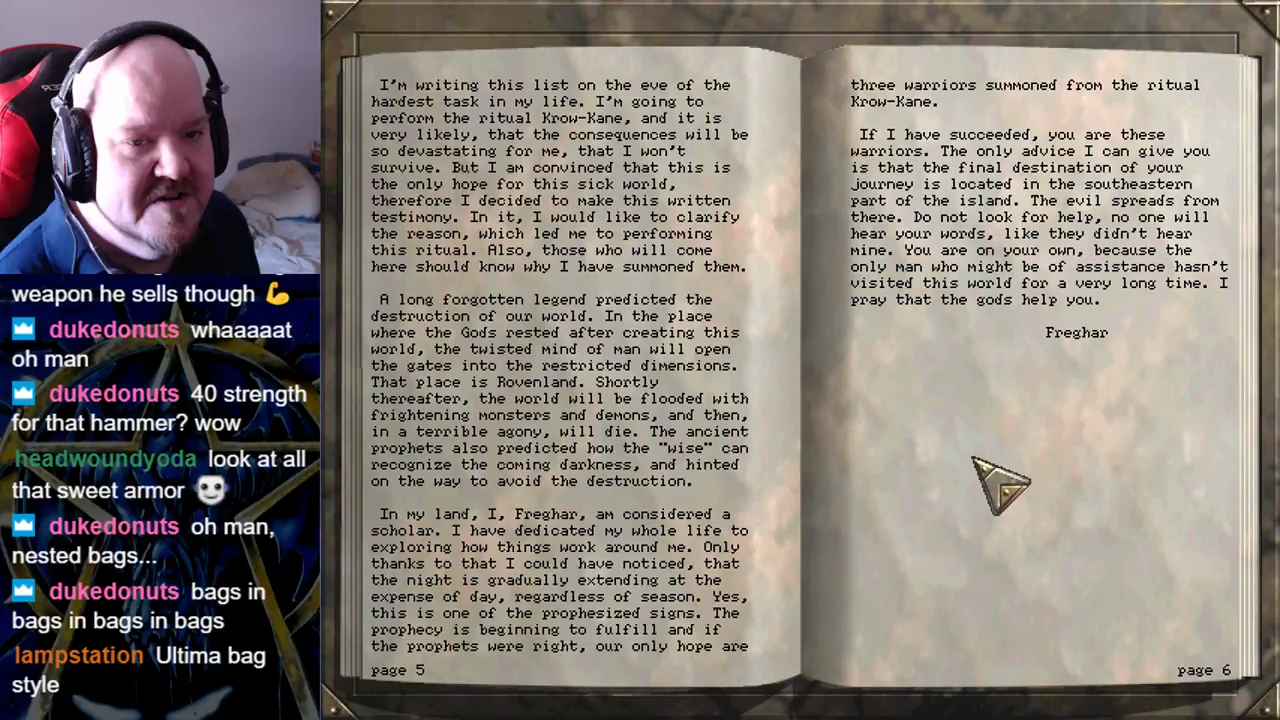 weapon he sells though 💪
dukedonuts whaaaaat
oh man
dukedonuts 40 strength
for that hammer? wow
headwoundyoda look at all
that sweet armor
dukedonuts oh man,
nested bags...
dukedonuts bags in
bags in bags in bags
lampstation Ultima bag
style
I'm writing this list on the eve of the
hardest task in my life. I'm going to
perform the ritual Krow-Kane, and it is
very likely, that the consequences will be
so devastating for me, that I won't
survive. But I am convinced that this is
the only hope for this sick world,
therefore I decided to make this written
testimony. In it, I would like to clarify
the reason, which led me to performing
this ritual. Also, those who will come
here should know why I have summoned them.
A long forgotten legend predicted the
destruction of our world. In the place
where the Gods rested after creating this
world, the twisted mind of man will open
the gates into the restricted dimensions.
That place is Rovenland. Shortly
thereafter, the world will be flooded with
frightening monsters and demons, and then,
in a terrible agony, will die. The ancient
prophets also predicted how the "wise" can
recognize the coming darkness, and hinted
on the way to avoid the destruction.
In my land, I, Freghar, am considered a
scholar. I have dedicated my whole life to
exploring how things work around me. Only
thanks to that I could have noticed, that
the night is gradually extending at the
expense of day, regardless of season. Yes,
this is one of the prophesized signs. The
prophecy is beginning to fulfill and if
the prophets were right, our only hope are
page 5
three warriors summoned from the ritual
Krow-Kane.
If I have succeeded, you are these
warriors. The only advice I can give you
is that the final destination of your
journey is located in the southeastern
part of the island. The evil spreads from
there. Do not look for help, no one will
hear your words, like they didn't hear
mine. You are on your own, because the
only man who might be of assistance hasn't
visited this world for a very long time. I
pray that the gods help you.
Freghar
page 6